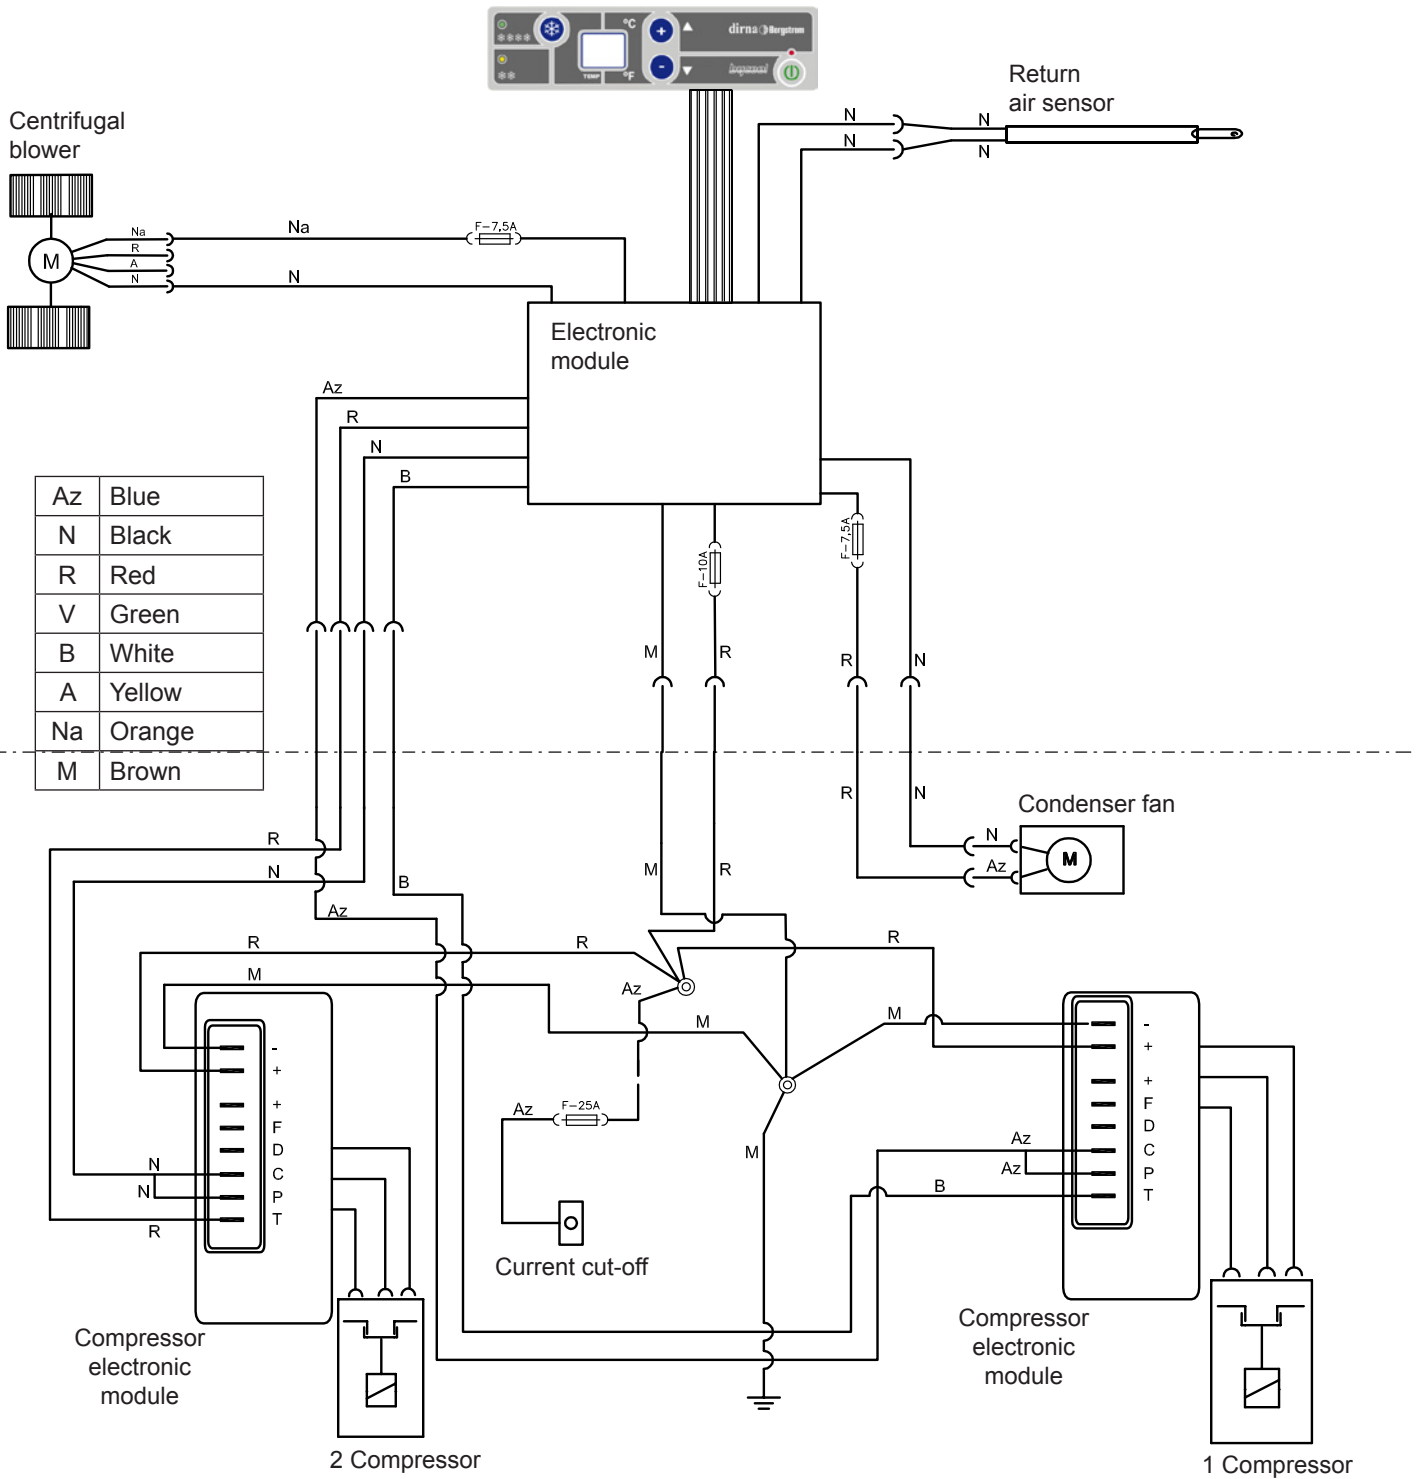 °C
dirna Bergstrom
TEMP
°F
Return
air sensor
N
N
N
N
Centrifugal
blower
Na
R
A
N
M
Na
F-7,5A
N
Electronic
module
Az
R
N
B
Az Blue
N Black
R Red
V Green
B White
A Yellow
Na Orange
M Brown
F-10A
F-7,5A
M
R
R
N
R
N
Condenser fan
N
Az
M
R
N
B
Az
M
R
R
R
R
M
Az
M
M
-
+
+
F
D
C
P
T
N
N
R
Az
F-25A
M
Current cut-off
-
+
+
F
D
C
P
T
Az
Az
B
Compressor
electronic
module
2 Compressor
Compressor
electronic
module
1 Compressor